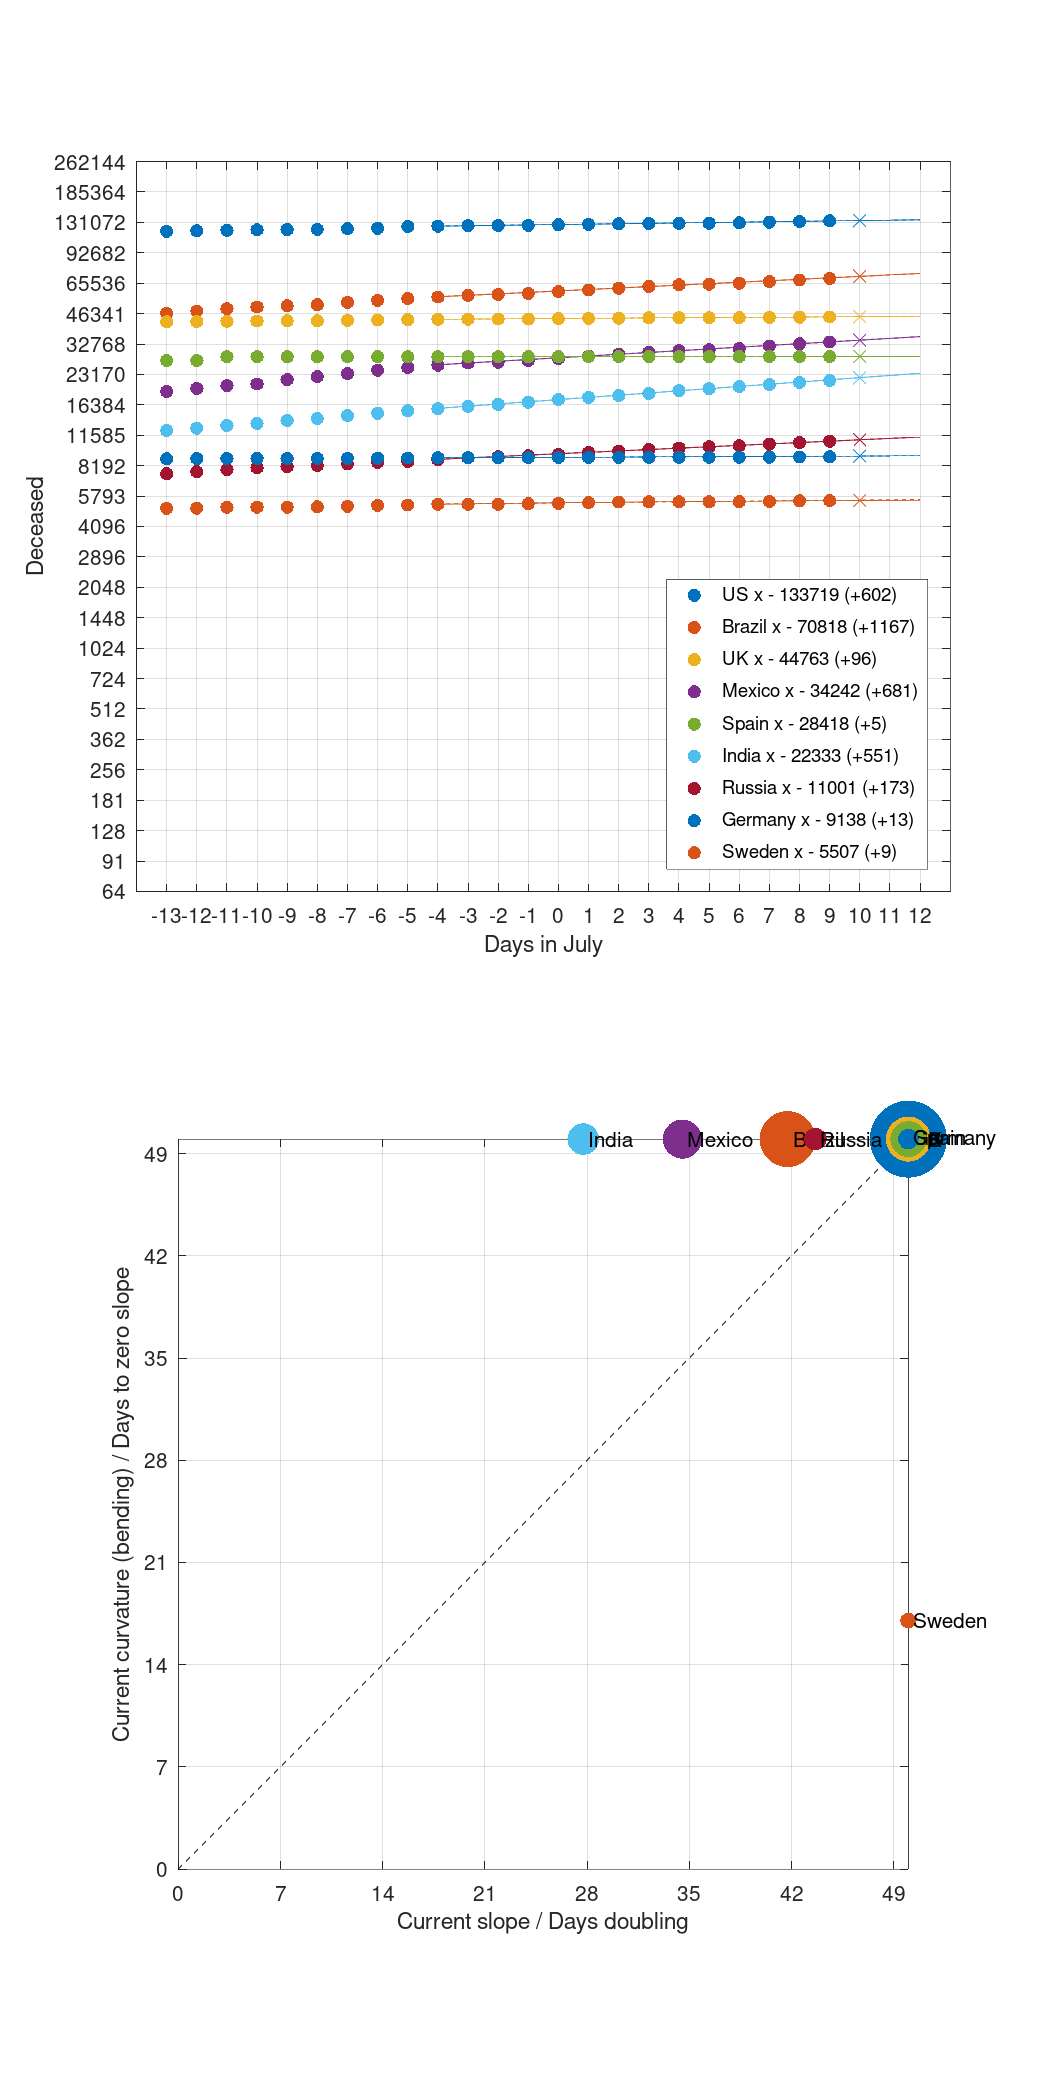 262144
185364
131072
92682
65536
46341
32768
23170
16384
11585
8192
5793
4096
2896
2048
1448
1024
724
512
362
256
181
128
91
64
Deceased
US x - 133719 (+602)
Brazil x - 70818 (+1167)
UK x - 44763 (+96)
Mexico x - 34242 (+681)
Spain x - 28418 (+5)
India x - 22333 (+551)
Russia x - 11001 (+173)
Germany x - 9138 (+13)
Sweden x - 5507 (+9)
-13 -12 -11 -10 -9 -8 -7 -6 -5 -4 -3 -2 -1 0 1 2 3 4 5 6 7 8 9 10 11 12
Days in July
India Mexico Brazil Russia Germany
49
42
35
28
21
14
7
0
Current curvature (bending) / Days to zero slope
Sweden
0 7 14 21 28 35 42 49
Current slope / Days doubling